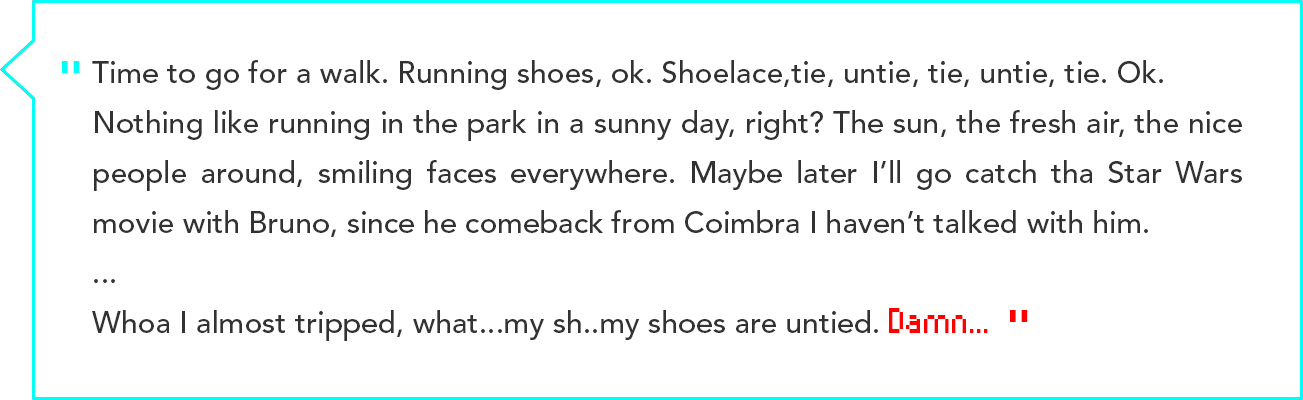 " Time to go for a walk. Running shoes, ok. Shoelace,tie, untie, tie, untie, tie. Ok.
Nothing like running in the park in a sunny day, right? The sun, the fresh air, the nice
people around, smiling faces everywhere. Maybe later I’ll go catch tha Star Wars
movie with Bruno, since he comeback from Coimbra I haven’t talked with him.
...
Whoa I almost tripped, what...my sh..my shoes are untied. Damn... "